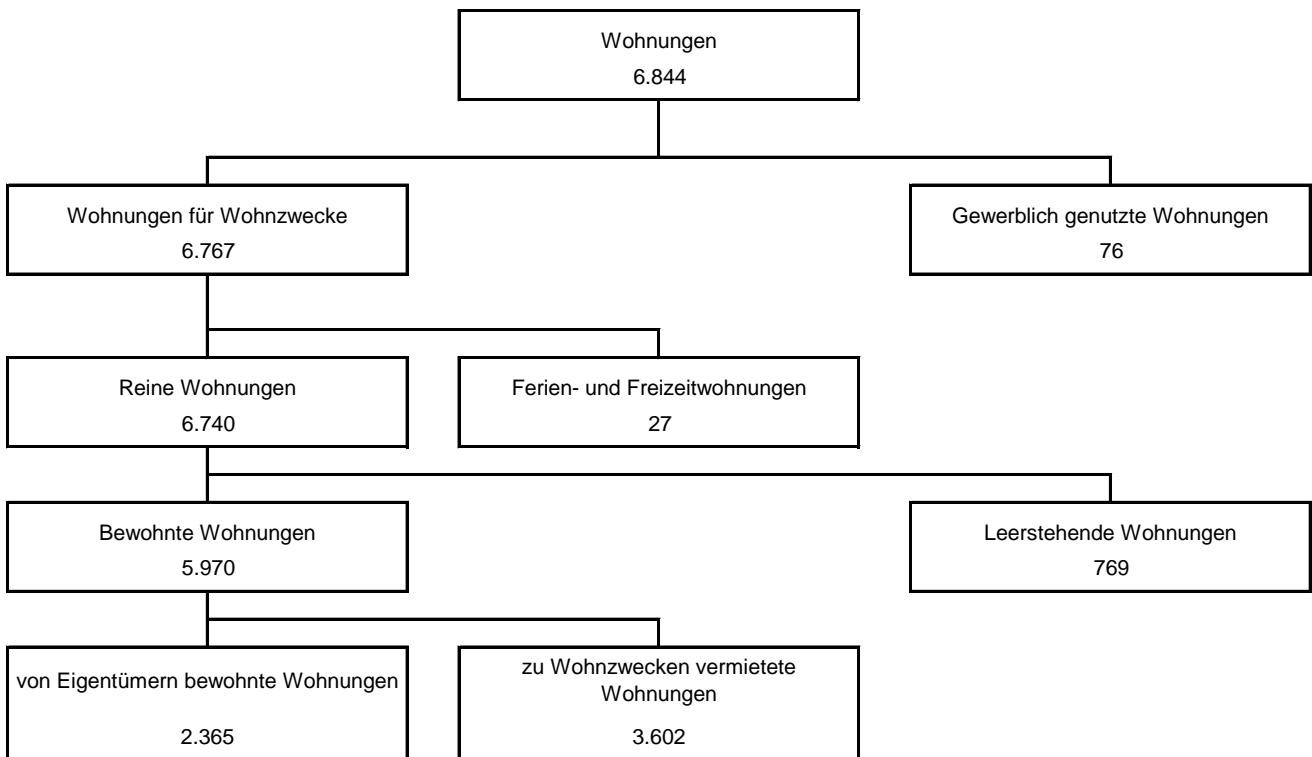 Wohnungen
6.844
Wohnungen für Wohnzwecke
6.767
Gewerblich genutzte Wohnungen
76
Reine Wohnungen
6.740
Ferien- und Freizeitwohnungen
27
Bewohnte Wohnungen
5.970
Leerstehende Wohnungen
769
von Eigentümern bewohnte Wohnungen
2.365
zu Wohnzwecken vermietete
Wohnungen
3.602